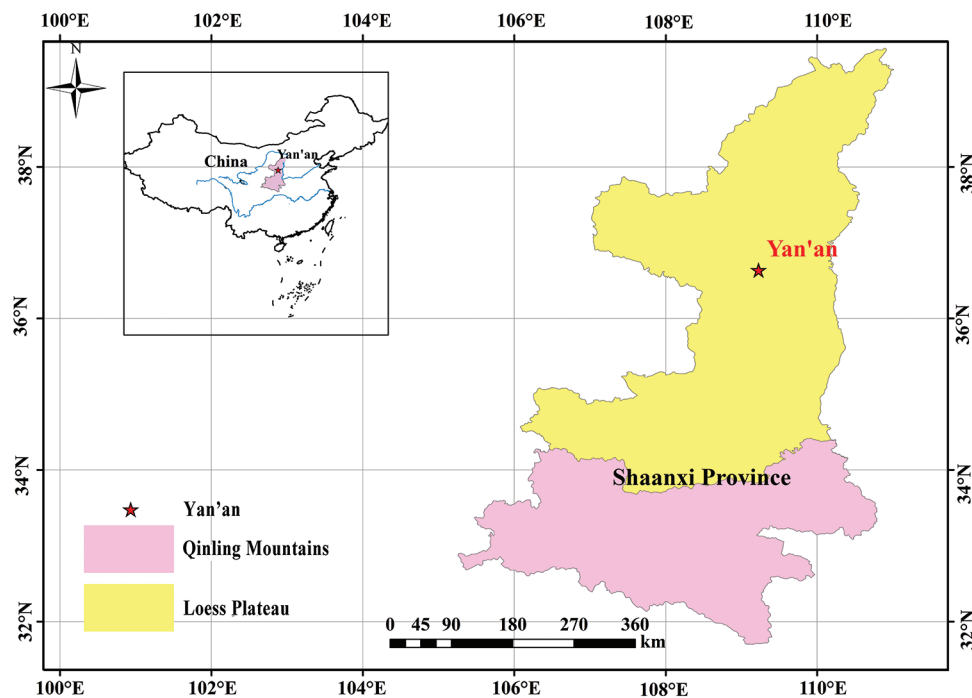 100°E 102°E 104°E 106°E 108°E 110°E
N
38°N
38°N
China
Yan'an
Yan'an
36°N
36°N
34°N
34°N
Shaanxi Province
Yan'an
Qinling Mountains
Loess Plateau
32°N
32°N
0 45 90 180 270 360
km
100°E 102°E 104°E 106°E 108°E 110°E